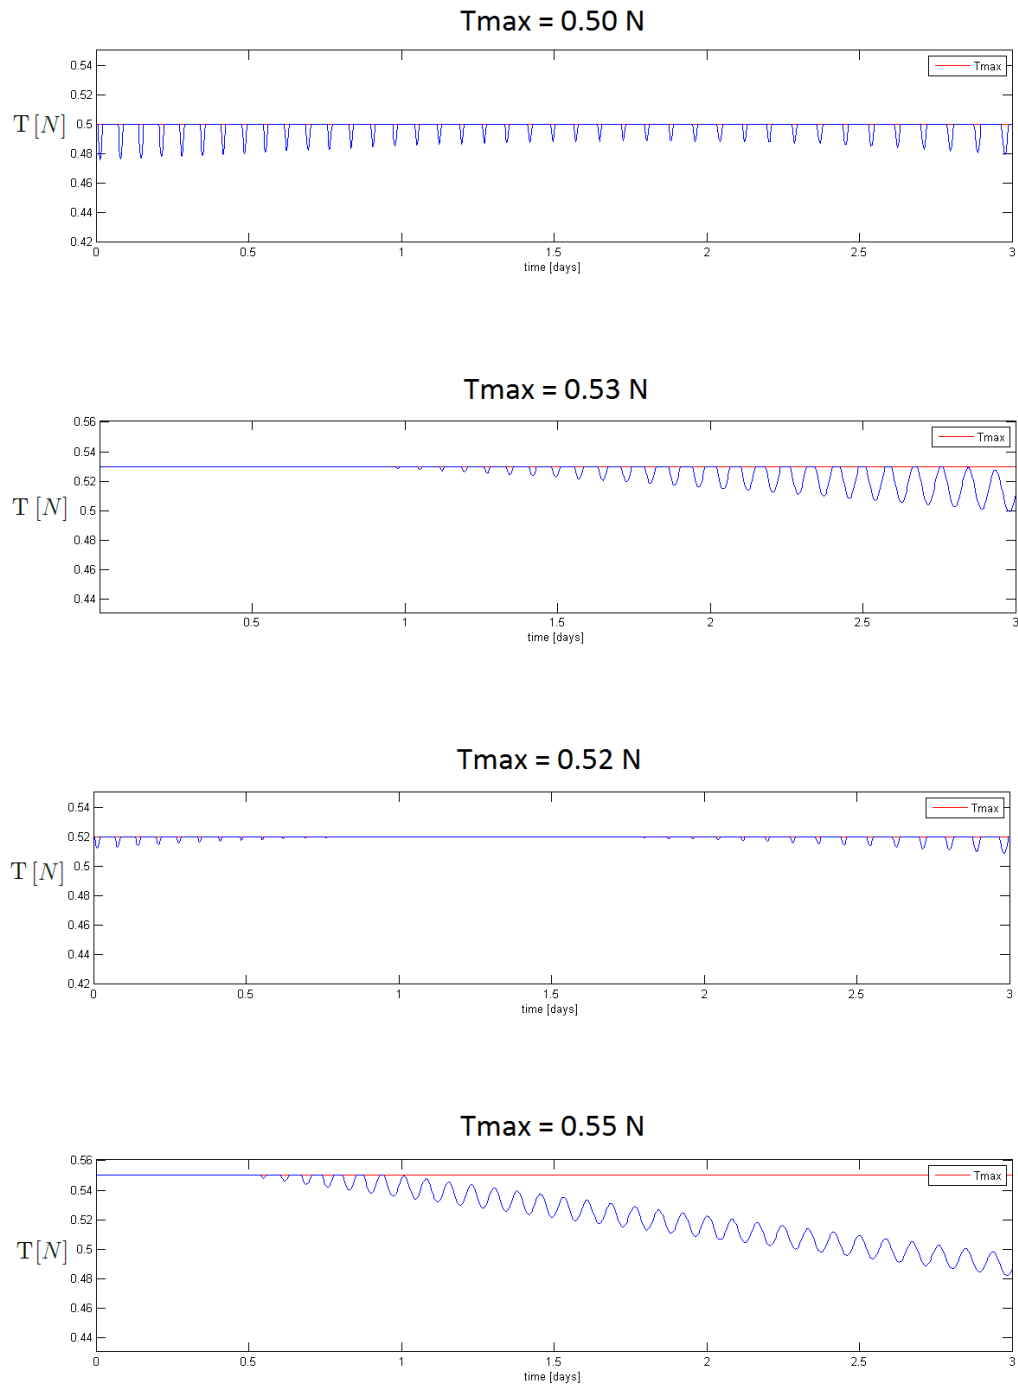 Tmax = 0.50 N
Tmax
0.54
0.52
T [N] 0.5
0.48
0.46
0.44
0.42
0 0.5 1 1.5 2 2.5 3
time [days]
Tmax = 0.53 N
0.56
Tmax
0.54
0.52
T [N] 0.5
0.48
0.46
0.44
0.5 1 1.5 2 2.5 3
time [days]
Tmax = 0.52 N
0.54
Tmax
0.52
T [N] 0.5
0.48
0.46
0.44
0.42
0 0.5 1 1.5 2 2.5 3
time [days]
Tmax = 0.55 N
0.56
Tmax
0.54
0.52
T [N] 0.5
0.48
0.46
0.44
0 0.5 1 1.5 2 2.5 3
time [days]